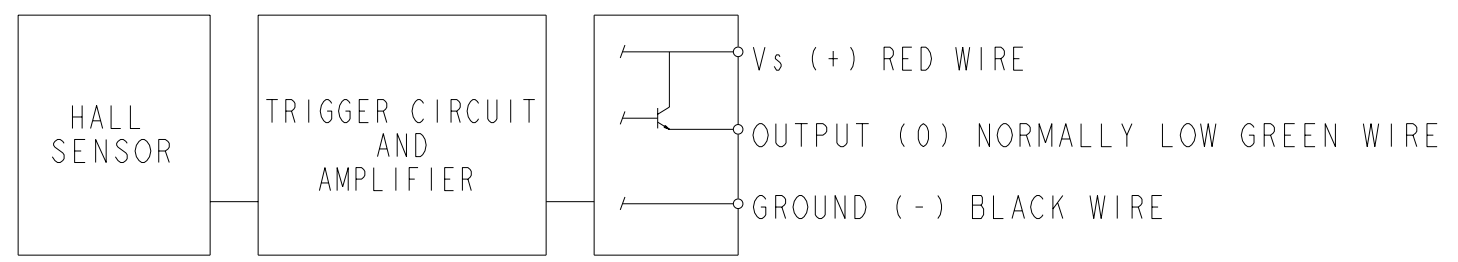 HALL
SENSOR
TRIGGER CIRCUIT
AND
AMPLIFIER
Vs (+) RED WIRE
OUTPUT (O) NORMALLY LOW GREEN WIRE
GROUND (-) BLACK WIRE